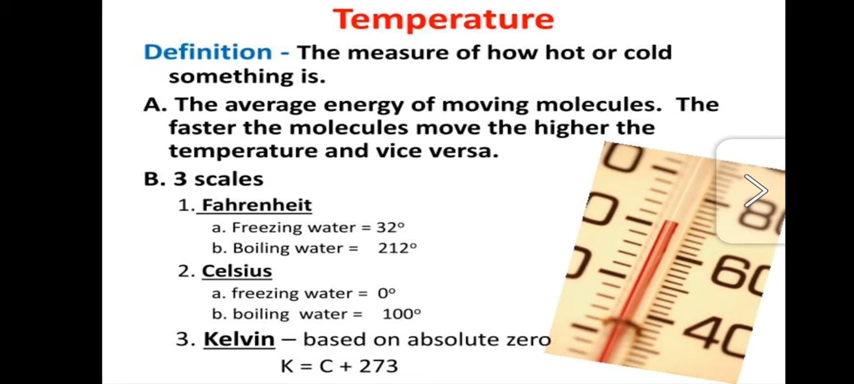 Temperature
Definition - The measure of how hot or cold
something is.
A. The average energy of moving molecules. The
faster the molecules move the higher the
temperature and vice versa.
B. 3 scales
1. Fahrenheit
a. Freezing water = 32°
b. Boiling water = 212°
2. Celsius
a. freezing water = 0°
b. boiling water = 100°
3. Kelvin – based on absolute zero
K = C + 273
80
60
40